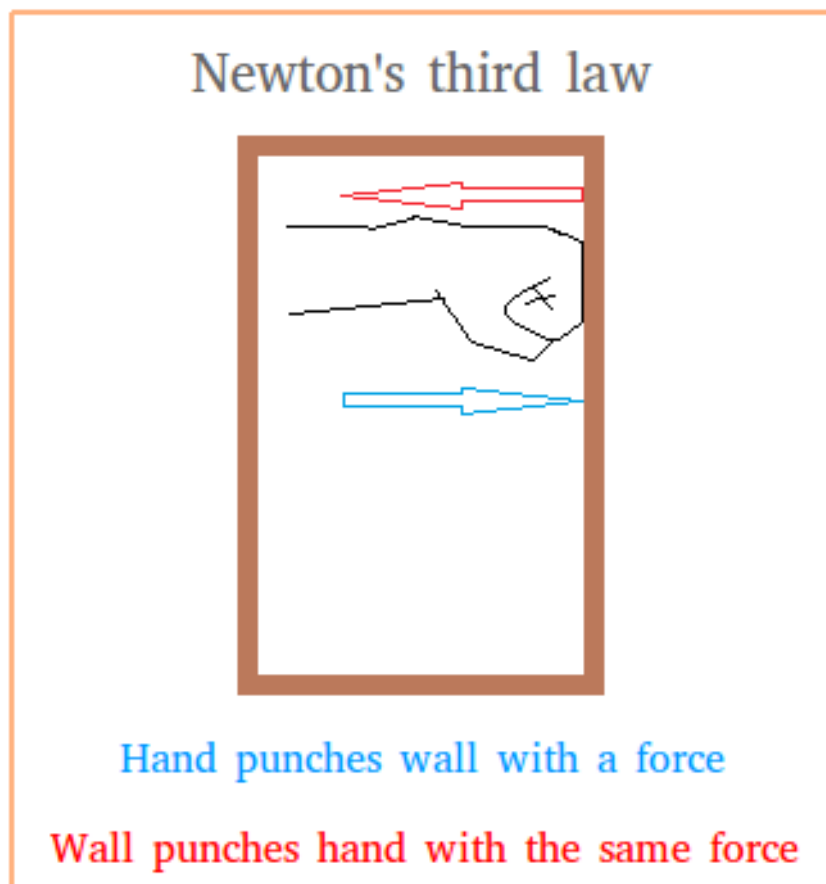 Newton's third law
Hand punches wall with a force
Wall punches hand with the same force